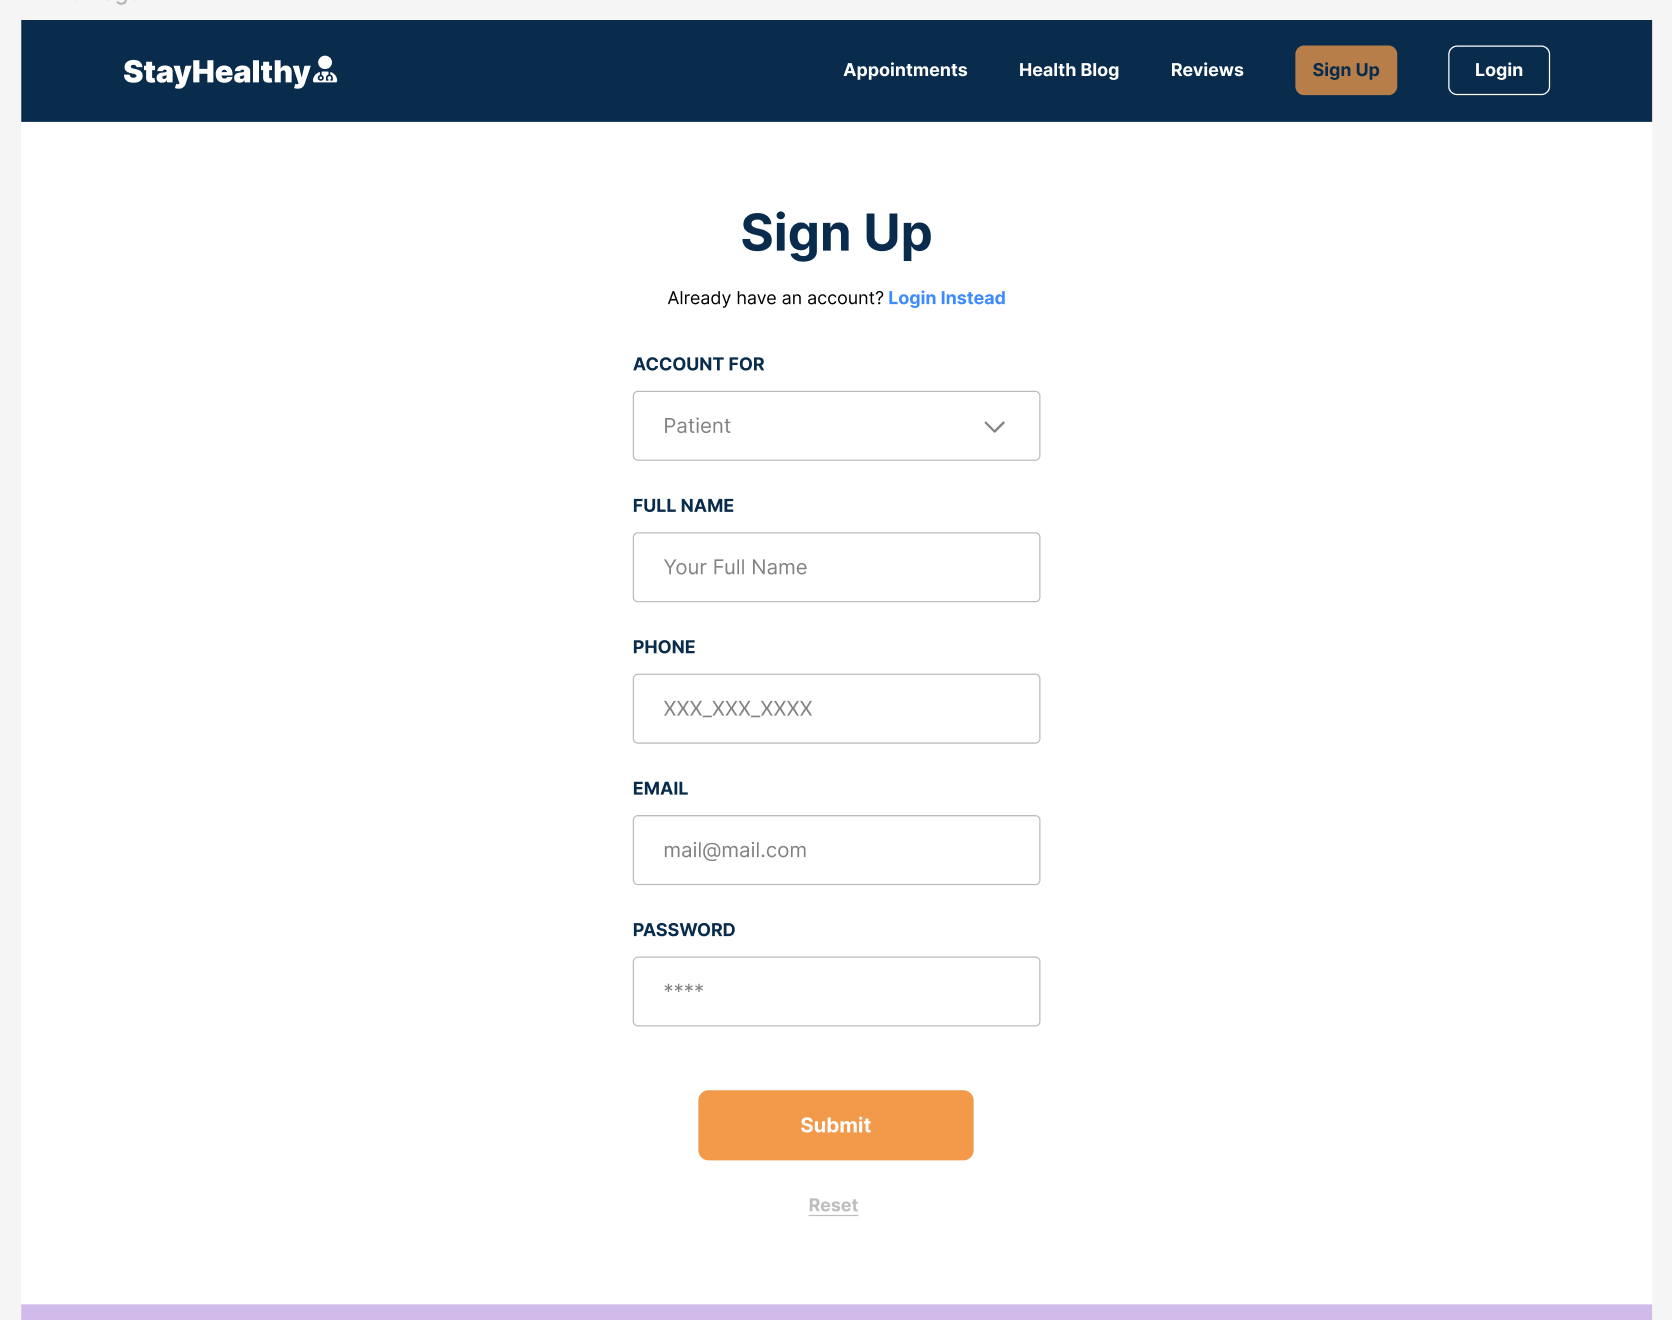 StayHealthy
Appointments Health Blog Reviews Sign Up Login
Sign Up
Already have an account? Login Instead
ACCOUNT FOR
Patient
FULL NAME
Your Full Name
PHONE
XXX_XXX_XXXX
EMAIL
mail@mail.com
PASSWORD
****
Submit
Reset